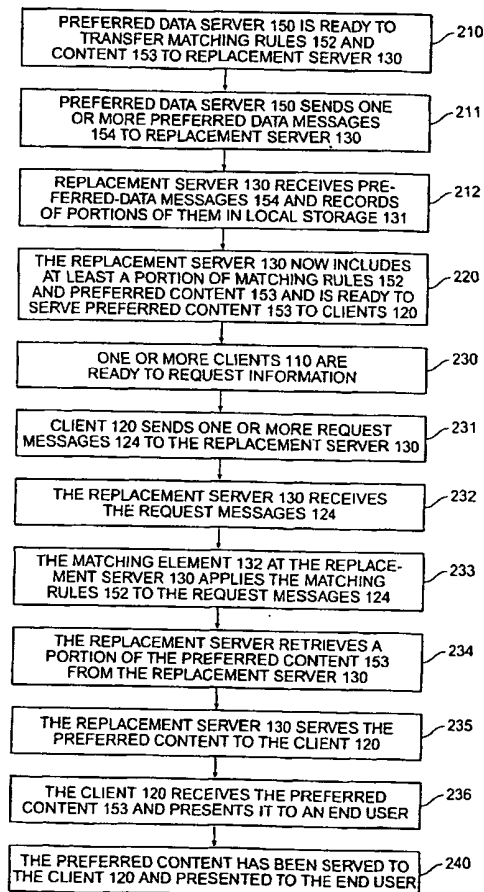 PREFERRED DATA SERVER 150 IS READY TO
TRANSFER MATCHING RULES 152 AND
CONTENT 153 TO REPLACEMENT SERVER 130
210
PREFERRED DATA SERVER 150 SENDS ONE
OR MORE PREFERRED DATA MESSAGES
154 TO REPLACEMENT SERVER 130
211
REPLACEMENT SERVER 130 RECEIVES PRE-
FERRED-DATA MESSAGES 154 AND RECORDS
OF PORTIONS OF THEM IN LOCAL STORAGE 131
212
THE REPLACEMENT SERVER 130 NOW INCLUDES
AT LEAST A PORTION OF MATCHING RULES 152
AND PREFERRED CONTENT 153 AND IS READY TO
SERVE PREFERRED CONTENT 153 TO CLIENTS 120
220
ONE OR MORE CLIENTS 110 ARE
READY TO REQUEST INFORMATION
230
CLIENT 120 SENDS ONE OR MORE REQUEST
MESSAGES 124 TO THE REPLACEMENT SERVER 130
231
THE REPLACEMENT SERVER 130 RECEIVES
THE REQUEST MESSAGES 124
232
THE MATCHING ELEMENT 132 AT THE REPLACE-
MENT SERVER 130 APPLIES THE MATCHING
RULES 152 TO THE REQUEST MESSAGES 124
233
THE REPLACEMENT SERVER RETRIEVES A
PORTION OF THE PREFERRED CONTENT 153
FROM THE REPLACEMENT SERVER 130
234
THE REPLACEMENT SERVER 130 SERVES THE
PREFERRED CONTENT TO THE CLIENT 120
235
THE CLIENT 120 RECEIVES THE PREFERRED
CONTENT 153 AND PRESENTS IT TO AN END USER
236
THE PREFERRED CONTENT HAS BEEN SERVED TO
THE CLIENT 120 AND PRESENTED TO THE END USER
240